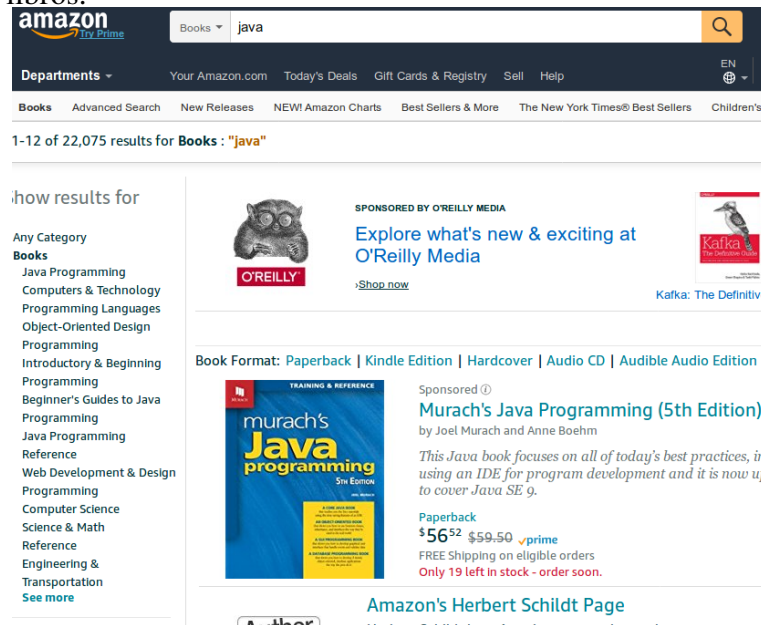 libros.
amazon
Try Prime
Books
java
EN
Departments
Your Amazon.com Today's Deals Gift Cards & Registry Sell Help
Books Advanced Search New Releases NEW! Amazon Charts Best Sellers & More The New York Times® Best Sellers Children's
1-12 of 22,075 results for Books : "java"
Show results for
Any Category
Books
Java Programming
Computers & Technology
Programming Languages
Object-Oriented Design
Programming
Introductory & Beginning
Programming
Beginner's Guides to Java
Programming
Java Programming
Reference
Web Development & Design
Programming
Computer Science
Science & Math
Reference
Engineering &
Transportation
See more
O'REILLY
SPONSORED BY O'REILLY MEDIA
Explore what's new & exciting at
O'Reilly Media
›Shop now
Kafka
The Definitive Guide
Kafka: The Definitiv
Book Format: Paperback | Kindle Edition | Hardcover | Audio CD | Audible Audio Edition
TRAINING & REFERENCE
murach's
Java
programming
5TH EDITION
Sponsored
Murach's Java Programming (5th Edition)
by Joel Murach and Anne Boehm
This Java book focuses on all of today's best practices, in
using an IDE for program development and it is now u
to cover Java SE 9.
Paperback
$56 52 $59.50 prime
FREE Shipping on eligible orders
Only 19 left in stock - order soon.
Author
Amazon's Herbert Schildt Page